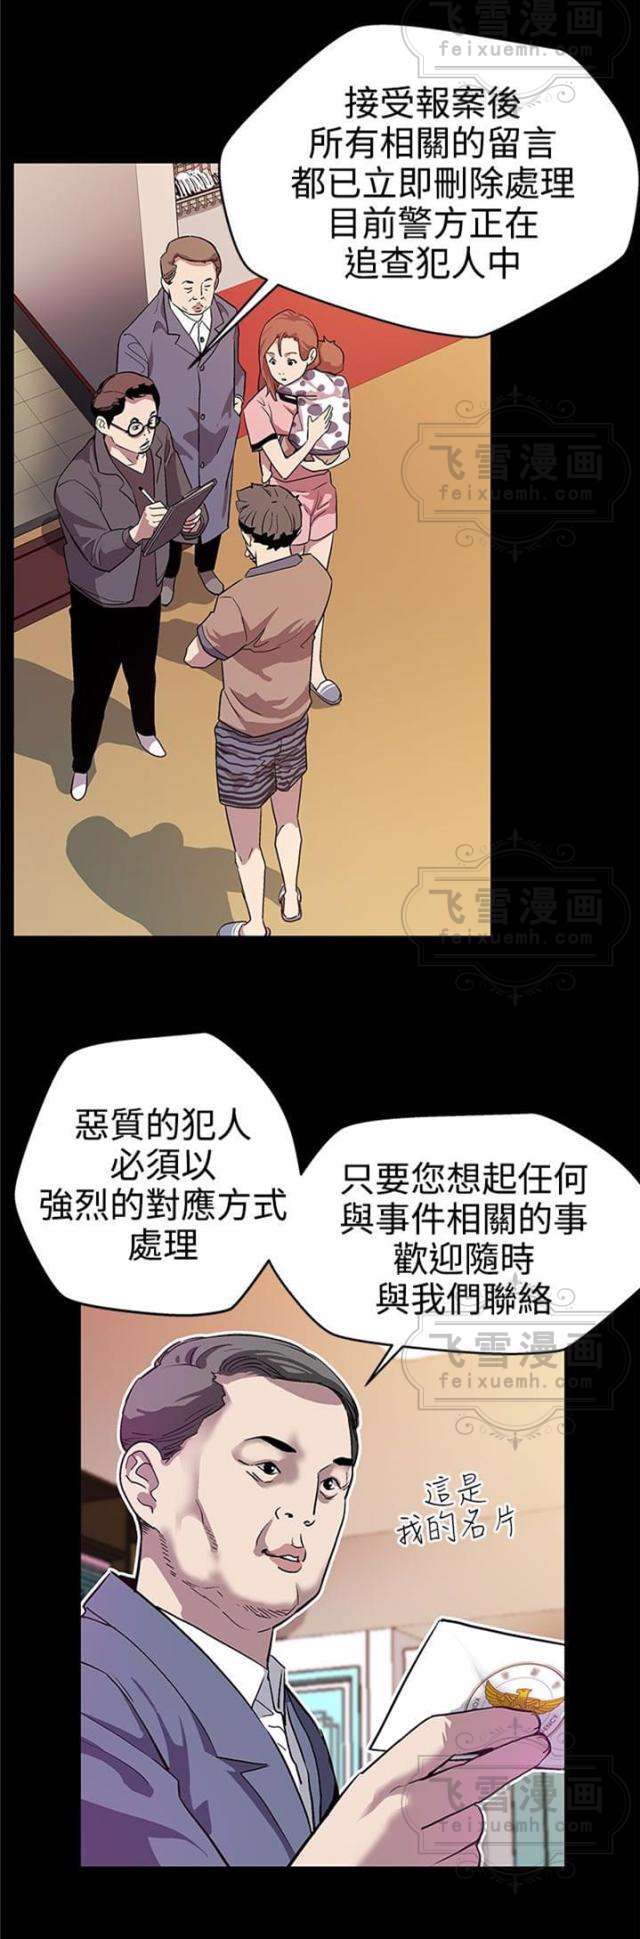 飞雪漫画
feixuemh.com
接受報案後
所有相關的留言
都已立即刪除處理
目前警方正在
追查犯人中
飞雪漫画
feixuemh.com
飞雪漫画
feixuemh.com
惡質的犯人
必須以
強烈的對應方式
處理
只要您想起任何
與事件相關的事
歡迎隨時
與我們聯絡
飞雪漫画
feixuemh.com
這是
我的名片
飞雪漫画
feixuemh.com